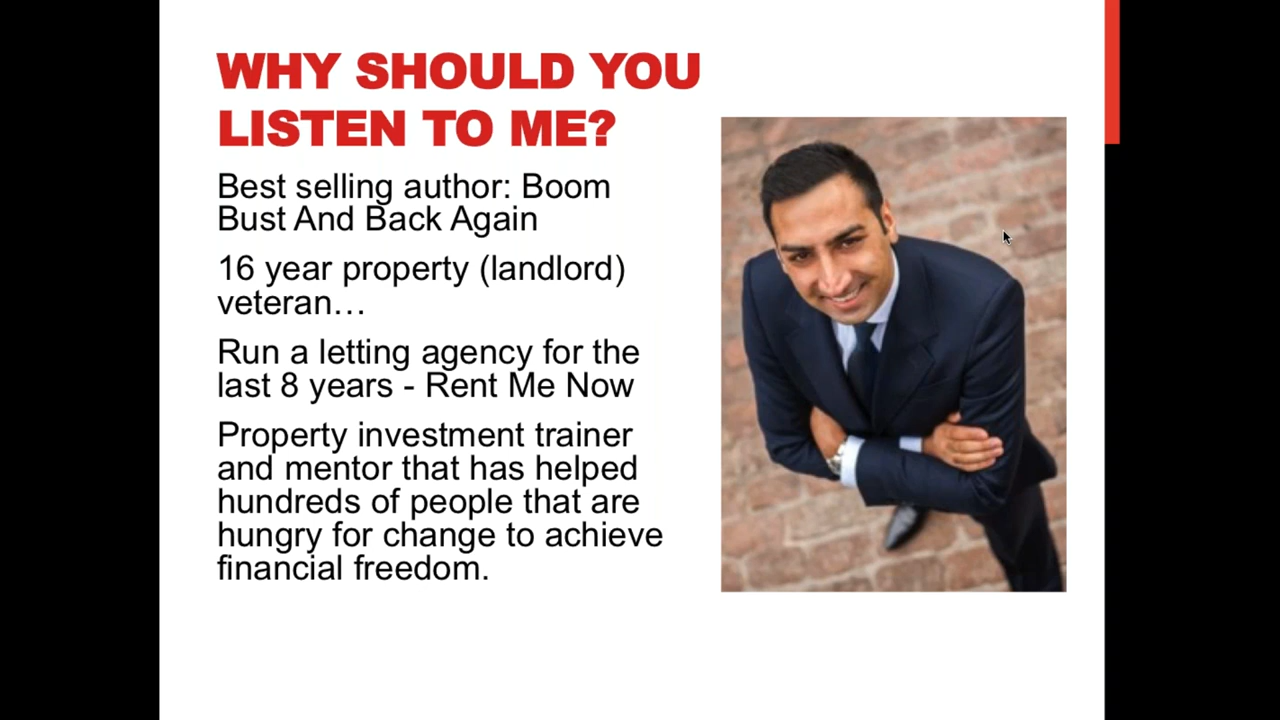 WHY SHOULD YOU
LISTEN TO ME?
Best selling author: Boom
Bust And Back Again
16 year property (landlord)
veteran…
Run a letting agency for the
last 8 years - Rent Me Now
Property investment trainer
and mentor that has helped
hundreds of people that are
hungry for change to achieve
financial freedom.